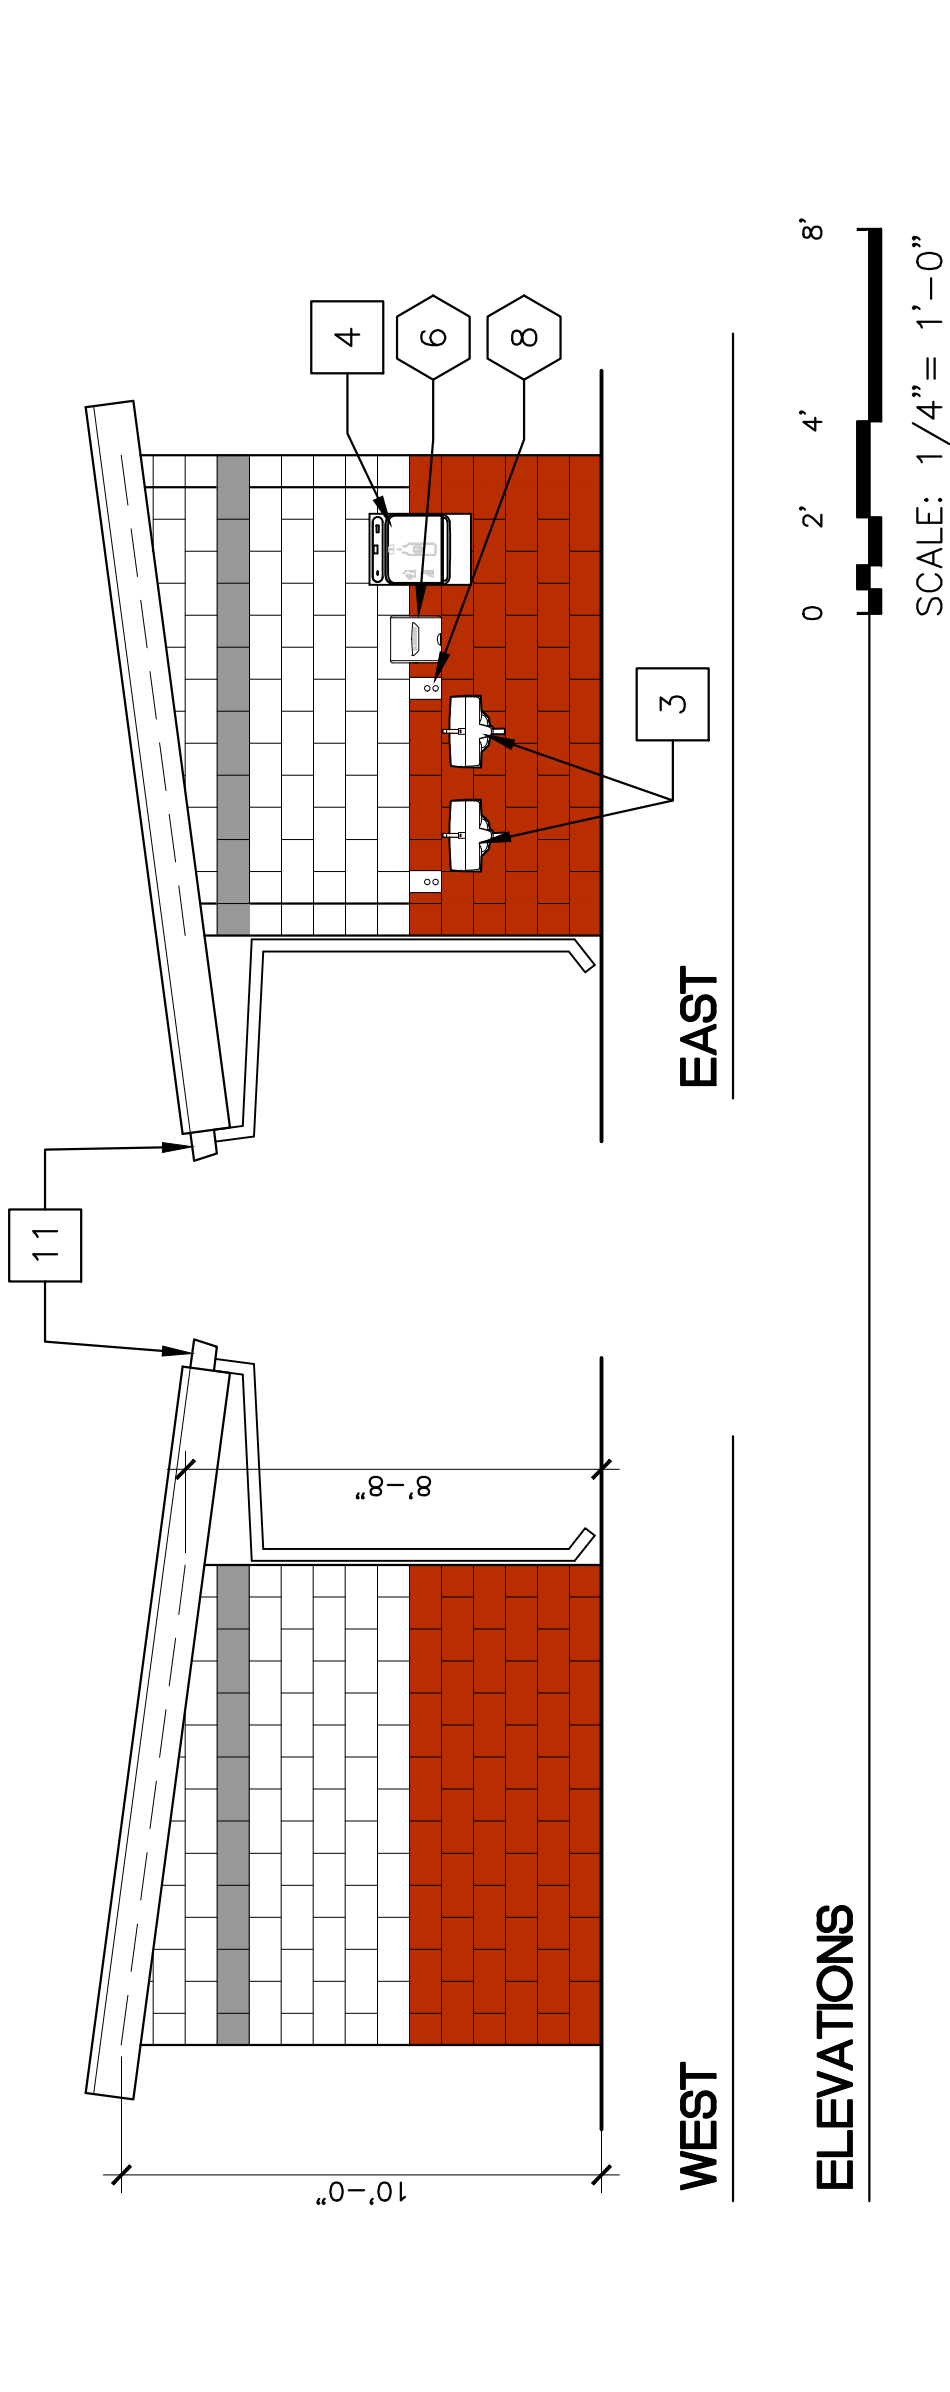 11
10'-0"
8'-8"
4
6
8
3
WEST
EAST
ELEVATIONS
0 2' 4' 8'
SCALE: 1/4"= 1'-0"